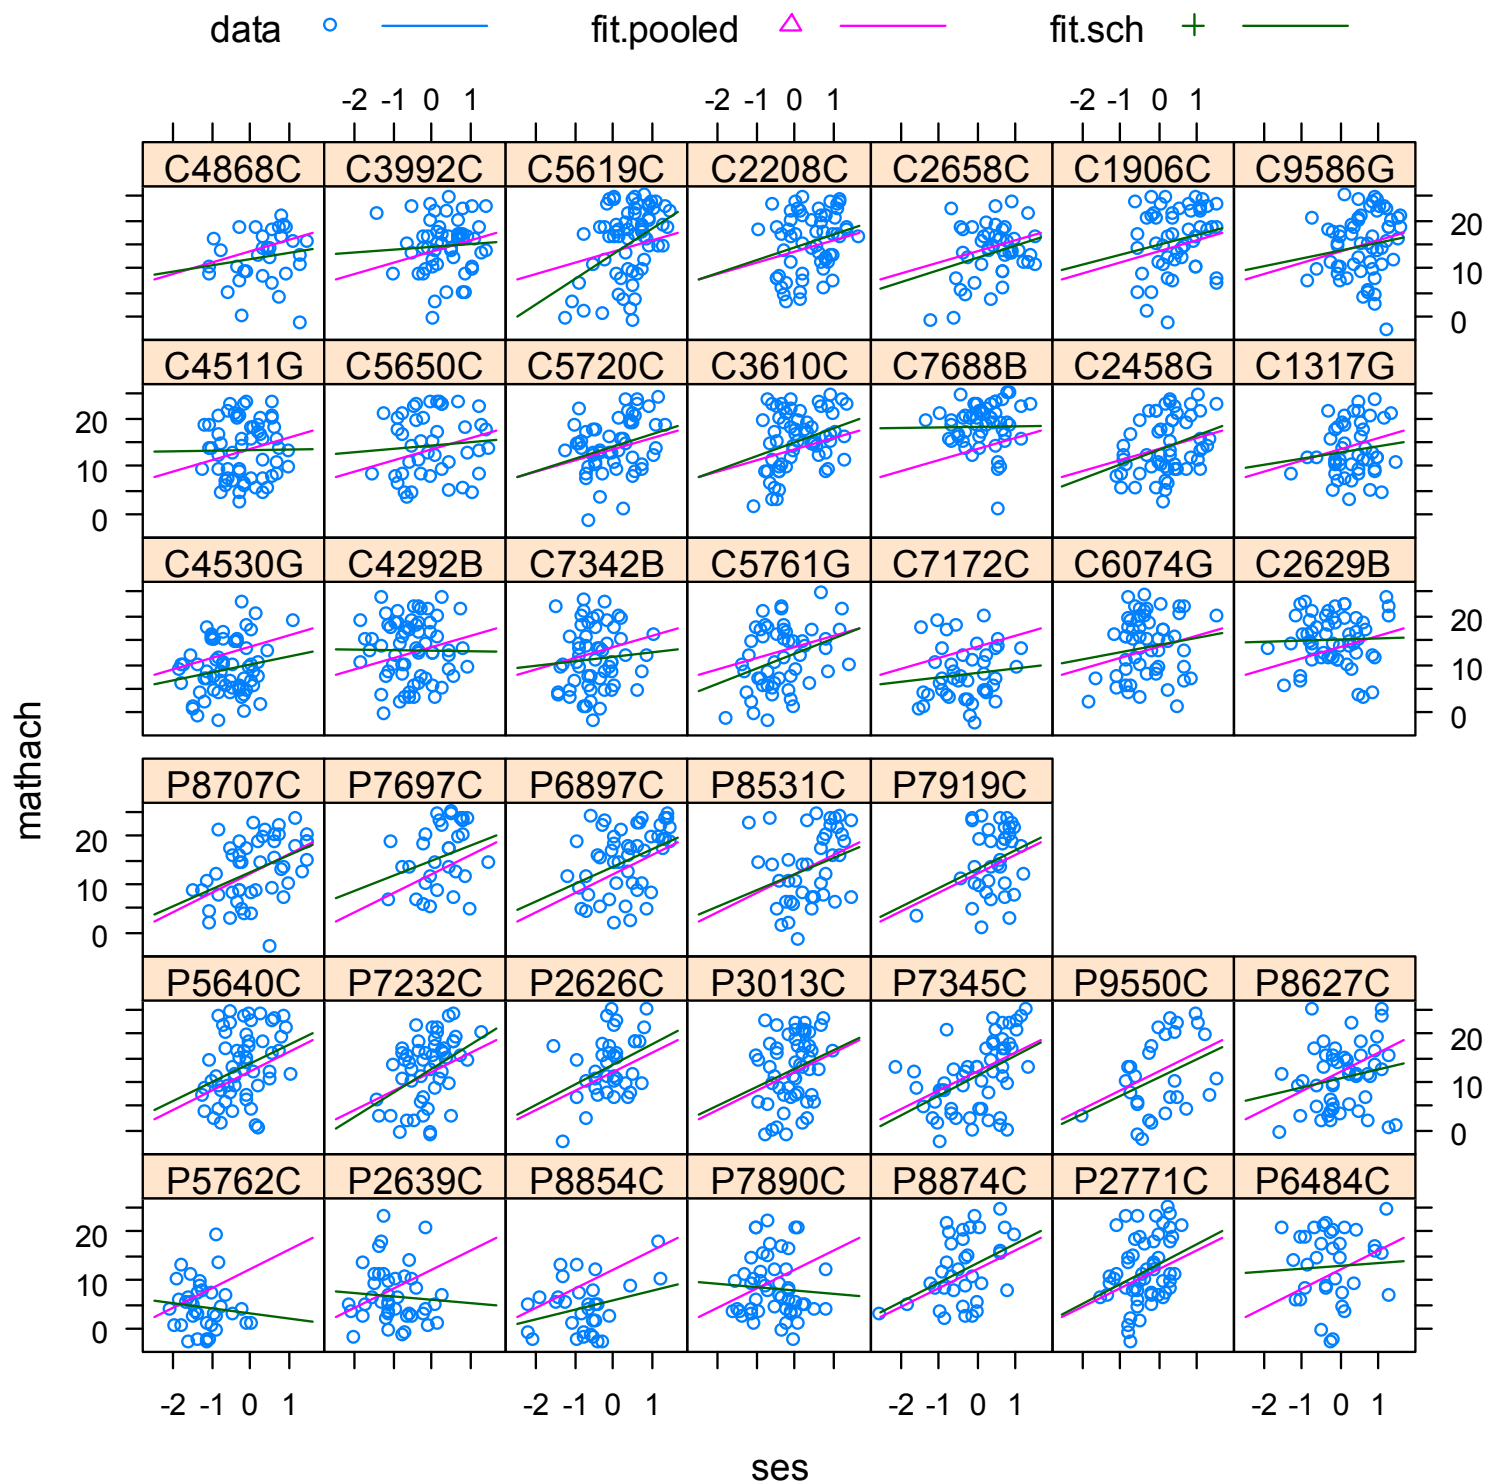 data fit.pooled fit.sch
-2 -1 0 1 -2 -1 0 1 -2 -1 0 1
C4868C C3992C C5619C C2208C C2658C C1906C C9586G
20
10
0
C4511G C5650C C5720C C3610C C7688B C2458G C1317G
20
10
0
C4530G C4292B C7342B C5761G C7172C C6074G C2629B
20
10
0
mathach
P8707C P7697C P6897C P8531C P7919C
20
10
0
P5640C P7232C P2626C P3013C P7345C P9550C P8627C
20
10
0
P5762C P2639C P8854C P7890C P8874C P2771C P6484C
20
10
0
-2 -1 0 1 -2 -1 0 1 -2 -1 0 1 -2 -1 0 1
ses